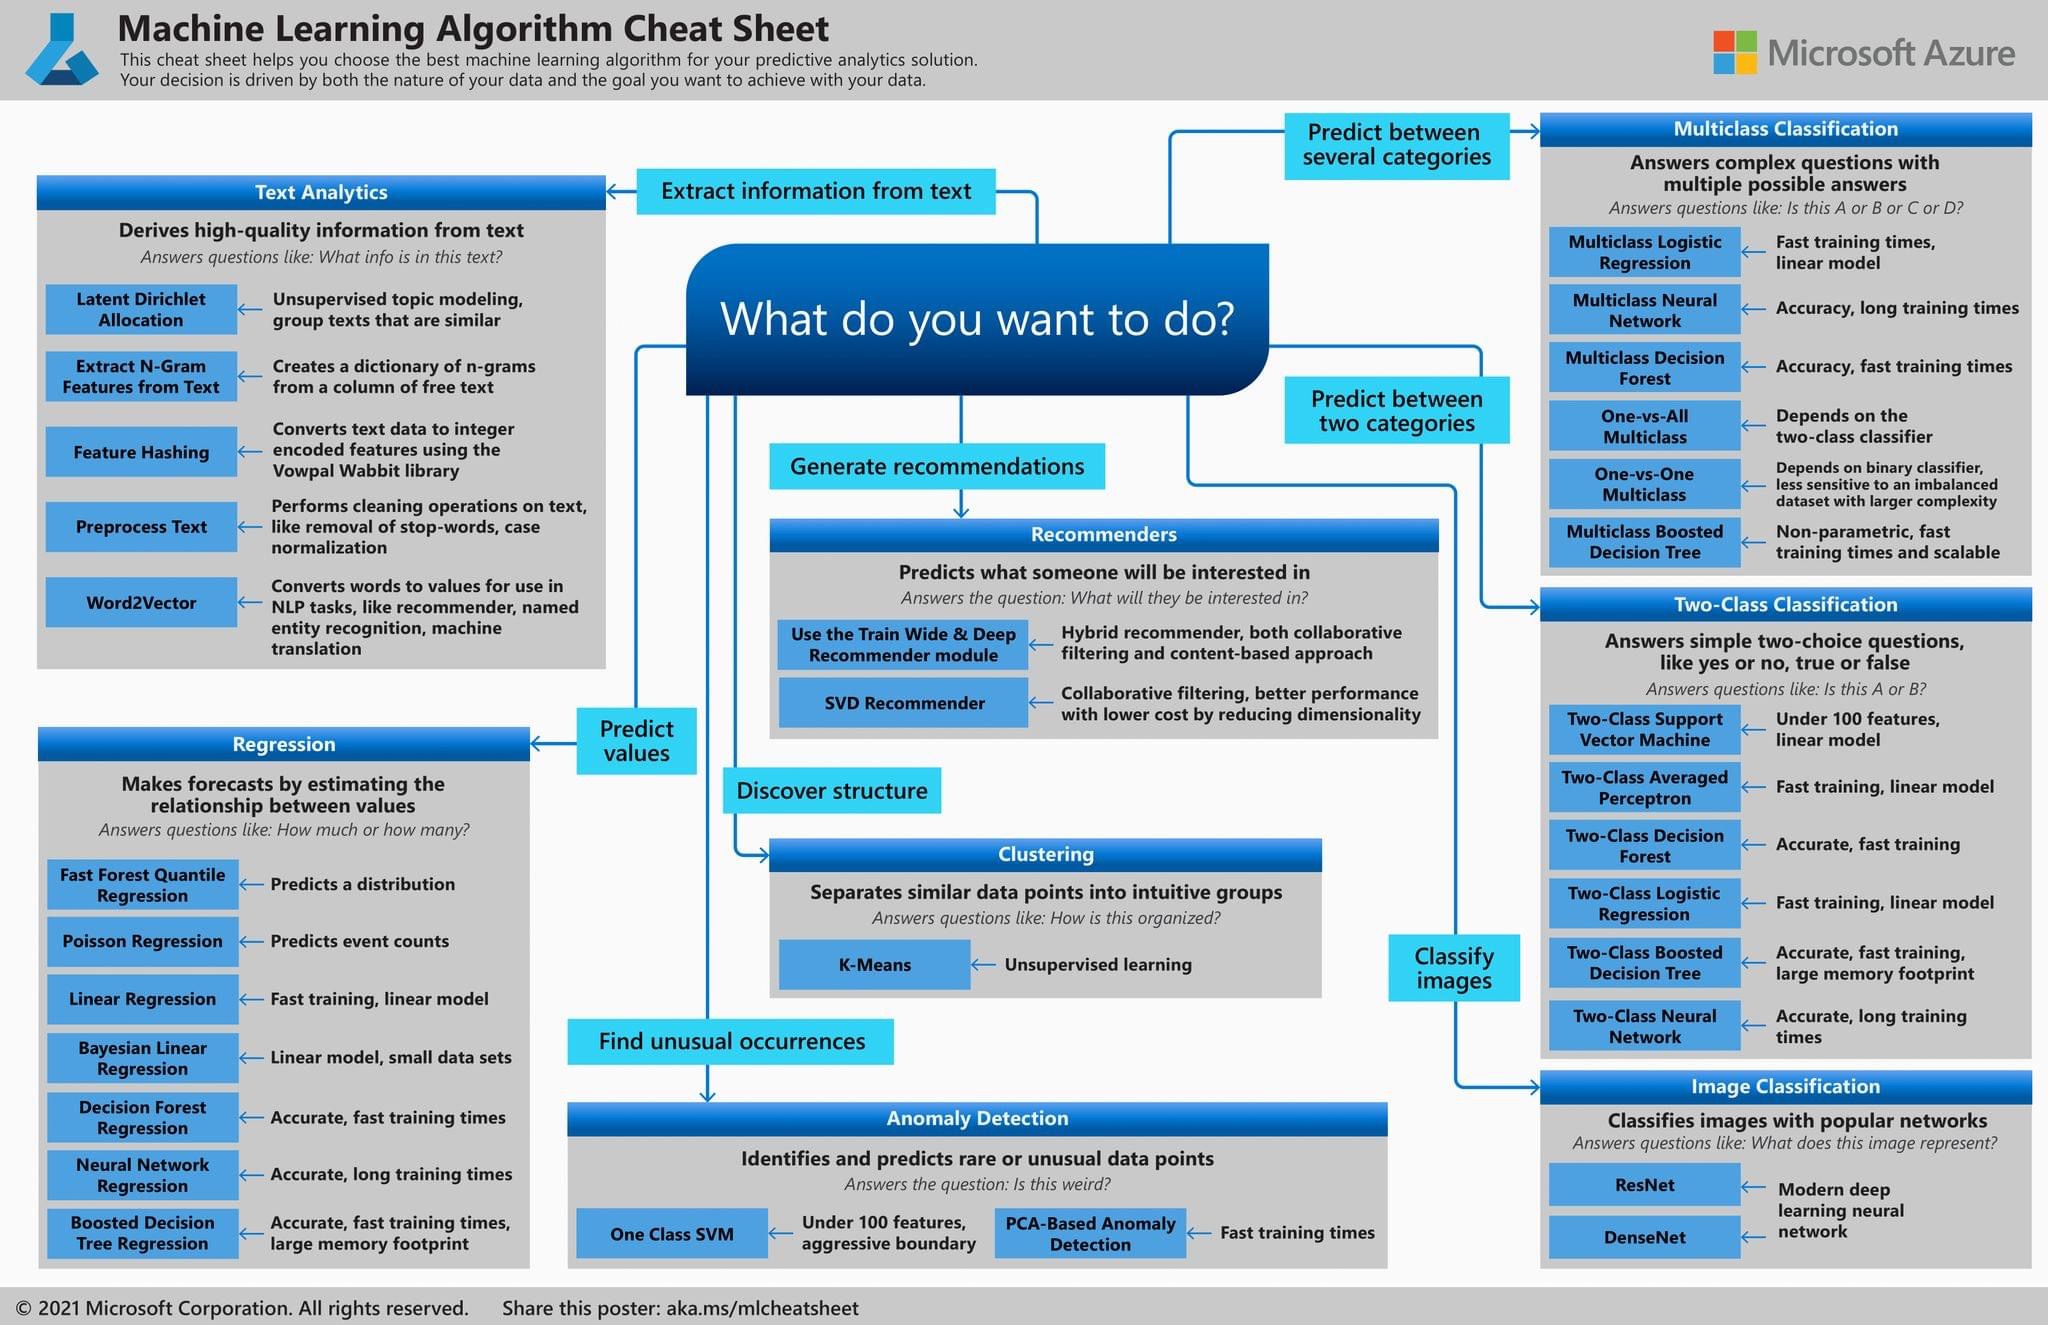 Machine Learning Algorithm Cheat Sheet
This cheat sheet helps you choose the best machine learning algorithm for your predictive analytics solution.
Your decision is driven by both the nature of your data and the goal you want to achieve with your data.
Microsoft Azure
What do you want to do?
Extract information from text
Text Analytics
Derives high-quality information from text
Answers questions like: What info is in this text?
Latent Dirichlet
Allocation
Unsupervised topic modeling,
group texts that are similar
Extract N-Gram
Features from Text
Creates a dictionary of n-grams
from a column of free text
Feature Hashing
Converts text data to integer
encoded features using the
Vowpal Wabbit library
Preprocess Text
Performs cleaning operations on text,
like removal of stop-words, case
normalization
Word2Vector
Converts words to values for use in
NLP tasks, like recommender, named
entity recognition, machine
translation
Predict
values
Regression
Makes forecasts by estimating the
relationship between values
Answers questions like: How much or how many?
Fast Forest Quantile
Regression
Predicts a distribution
Poisson Regression
Predicts event counts
Linear Regression
Fast training, linear model
Bayesian Linear
Regression
Linear model, small data sets
Decision Forest
Regression
Accurate, fast training times
Neural Network
Regression
Accurate, long training times
Boosted Decision
Tree Regression
Accurate, fast training times,
large memory footprint
Generate recommendations
Recommenders
Predicts what someone will be interested in
Answers the question: What will they be interested in?
Use the Train Wide & Deep
Recommender module
Hybrid recommender, both collaborative
filtering and content-based approach
SVD Recommender
Collaborative filtering, better performance
with lower cost by reducing dimensionality
Discover structure
Clustering
Separates similar data points into intuitive groups
Answers questions like: How is this organized?
K-Means
Unsupervised learning
Find unusual occurrences
Anomaly Detection
Identifies and predicts rare or unusual data points
Answers the question: Is this weird?
One Class SVM
Under 100 features,
aggressive boundary
PCA-Based Anomaly
Detection
Fast training times
Predict between
several categories
Multiclass Classification
Answers complex questions with
multiple possible answers
Answers questions like: Is this A or B or C or D?
Multiclass Logistic
Regression
Fast training times,
linear model
Multiclass Neural
Network
Accuracy, long training times
Multiclass Decision
Forest
Accuracy, fast training times
One-vs-All
Multiclass
Depends on the
two-class classifier
One-vs-One
Multiclass
Depends on binary classifier,
less sensitive to an imbalanced
dataset with larger complexity
Multiclass Boosted
Decision Tree
Non-parametric, fast
training times and scalable
Predict between
two categories
Two-Class Classification
Answers simple two-choice questions,
like yes or no, true or false
Answers questions like: Is this A or B?
Two-Class Support
Vector Machine
Under 100 features,
linear model
Two-Class Averaged
Perceptron
Fast training, linear model
Two-Class Decision
Forest
Accurate, fast training
Two-Class Logistic
Regression
Fast training, linear model
Two-Class Boosted
Decision Tree
Accurate, fast training,
large memory footprint
Two-Class Neural
Network
Accurate, long training
times
Classify
images
Image Classification
Classifies images with popular networks
Answers questions like: What does this image represent?
ResNet
DenseNet
Modern deep
learning neural
network
© 2021 Microsoft Corporation. All rights reserved.
Share this poster: aka.ms/mlcheatsheet